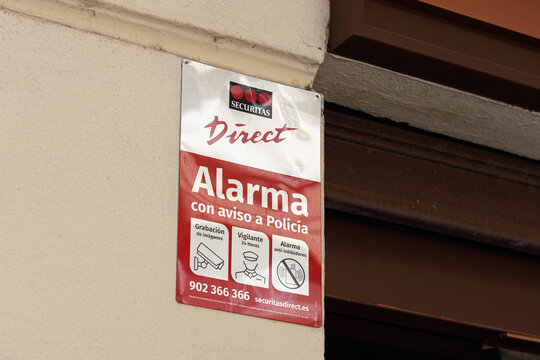 SECURITAS
Direct
Alarma
con aviso a Policía
Grabación
de imágenes
Vigilante
24 Horas
Alarma
anti-inhibidores
902 366 366 securitasdirect.es